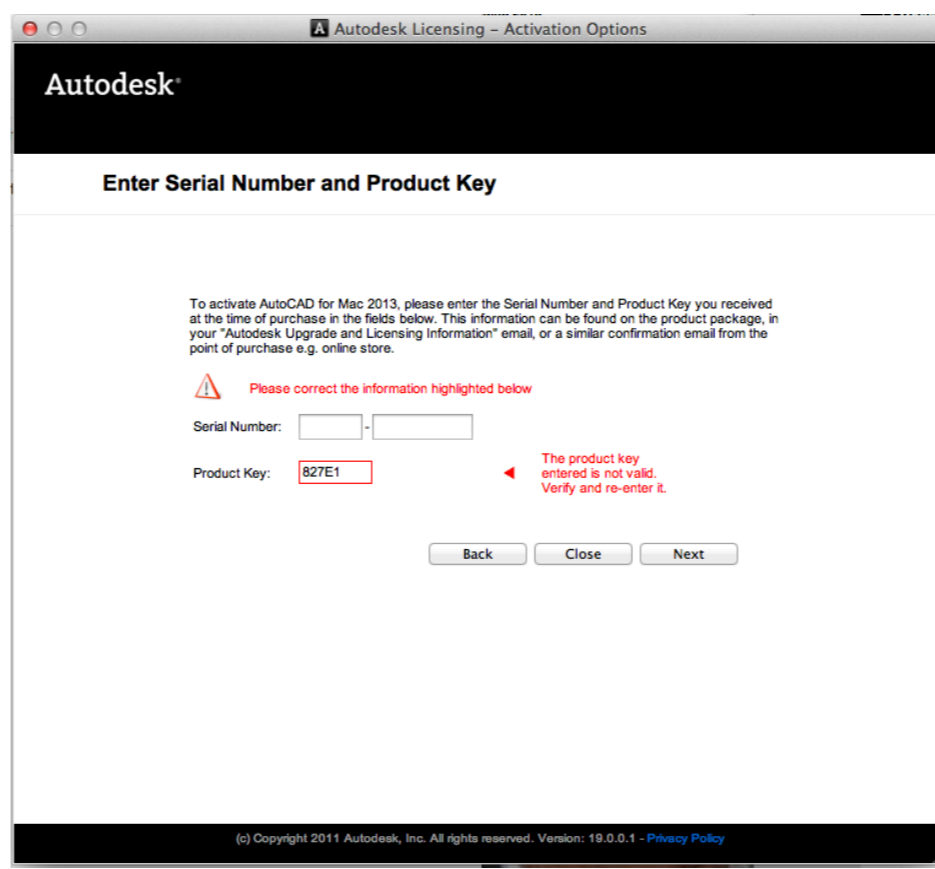 Autodesk Licensing – Activation Options
Autodesk®
Enter Serial Number and Product Key
To activate AutoCAD for Mac 2013, please enter the Serial Number and Product Key you received
at the time of purchase in the fields below. This information can be found on the product package, in
your "Autodesk Upgrade and Licensing Information" email, or a similar confirmation email from the
point of purchase e.g. online store.
Please correct the information highlighted below
Serial Number: -
Product Key: 827E1
The product key
entered is not valid.
Verify and re-enter it.
Back Close Next
(c) Copyright 2011 Autodesk, Inc. All rights reserved. Version: 19.0.0.1 - Privacy Policy